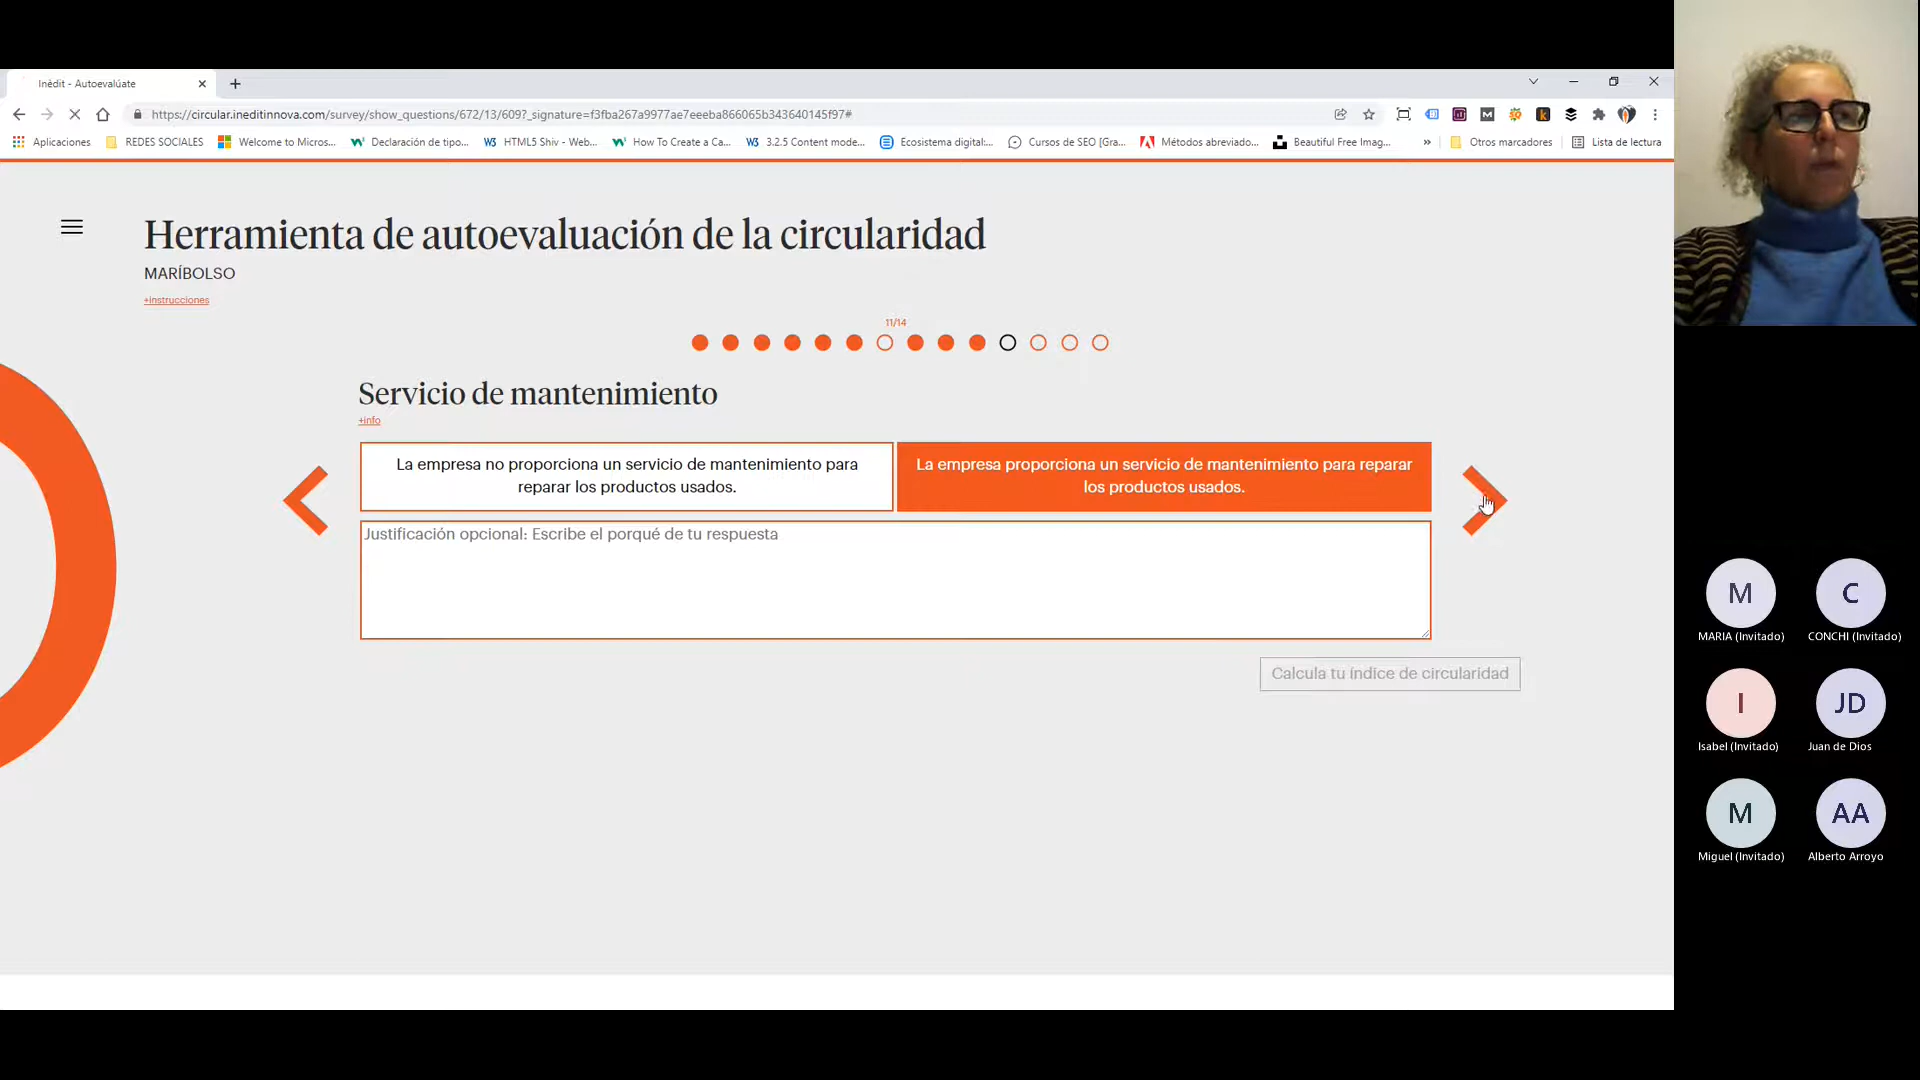 Inèdit - Autoevalúate
https://circular.ineditinnova.com/survey/show_questions/672/13/609?_signature=f3fba267a9977ae7eeeba866065b343640145f97#
Aplicaciones REDES SOCIALES Welcome to Micros... Declaración de tipo... HTML5 Shiv - Web... How To Create a Ca... 3.2.5 Content mode... Ecosistema digital:... Cursos de SEO [Gra... Métodos abreviado... Beautiful Free Imag... » Otros marcadores Lista de lectura
Herramienta de autoevaluación de la circularidad
MARÍBOLSO
+instrucciones
11/14
Servicio de mantenimiento
+info
La empresa no proporciona un servicio de mantenimiento para
reparar los productos usados.
La empresa proporciona un servicio de mantenimiento para reparar
los productos usados.
Justificación opcional: Escribe el porqué de tu respuesta
Calcula tu índice de circularidad
M C
MARIA (Invitado) CONCHI (Invitado)
I JD
Isabel (Invitado) Juan de Dios
M AA
Miguel (Invitado) Alberto Arroyo